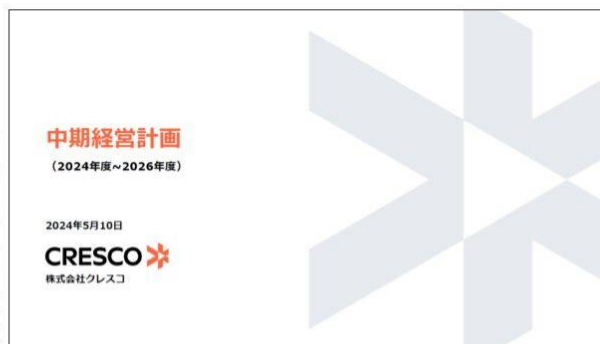 中期経営計画
（2024年度~2026年度）
2024年5月10日
CRESCO
株式会社クレスコ